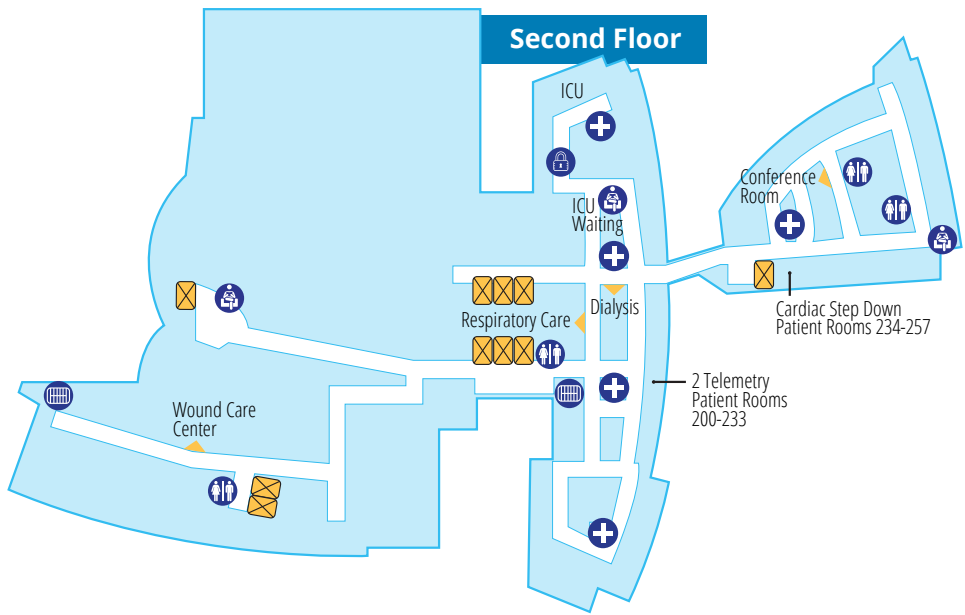 Second Floor
ICU
Conference
Room
ICU
Waiting
Dialysis
Respiratory Care
Cardiac Step Down
Patient Rooms 234-257
2 Telemetry
Patient Rooms
200-233
Wound Care
Center